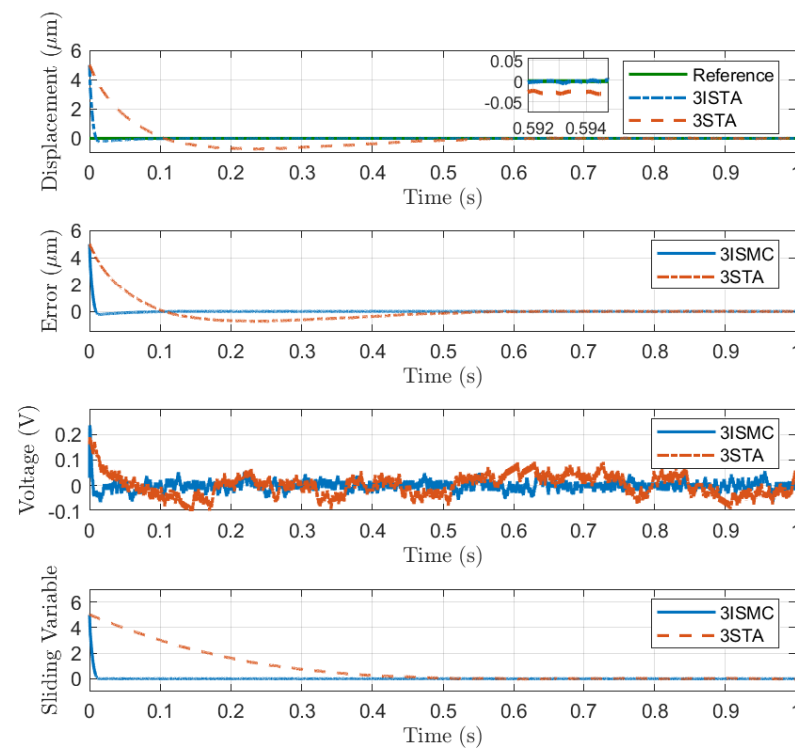 Displacement (μm)
6
4
2
0
-1
0.05
0
-0.05
0.592 0.594
Reference
3ISTA
3STA
0 0.1 0.2 0.3 0.4 0.5 0.6 0.7 0.8 0.9 1
Time (s)
Error (μm)
6
4
2
0
3ISMC
3STA
0 0.1 0.2 0.3 0.4 0.5 0.6 0.7 0.8 0.9 1
Time (s)
Voltage (V)
0.2
0.1
0
-0.1
3ISMC
3STA
0 0.1 0.2 0.3 0.4 0.5 0.6 0.7 0.8 0.9 1
Time (s)
Sliding Variable
6
4
2
0
3ISMC
3STA
0 0.1 0.2 0.3 0.4 0.5 0.6 0.7 0.8 0.9 1
Time (s)